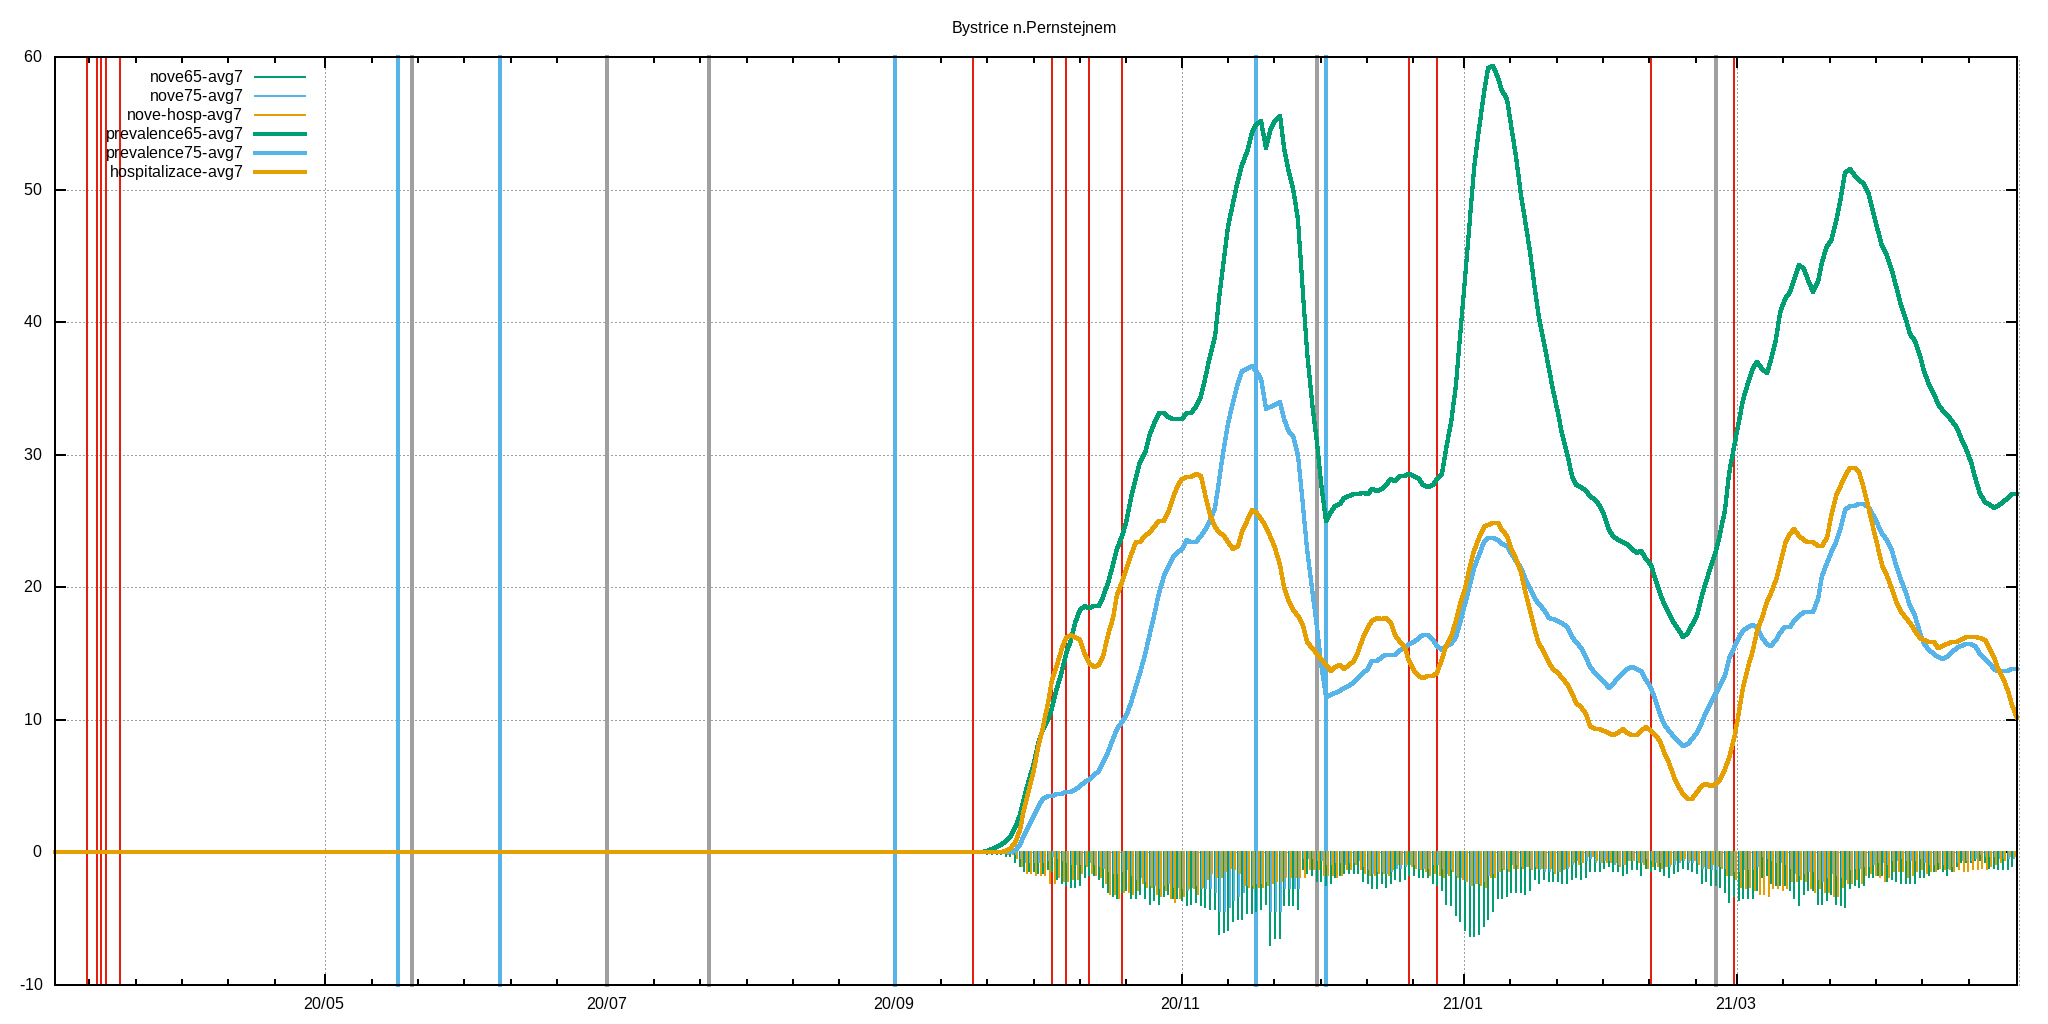 Bystrice n.Pernstejnem
60
nove65-avg7
nove75-avg7
nove-hosp-avg7
prevalence65-avg7
prevalence75-avg7
hospitalizace-avg7
50
40
30
20
10
0
-10
20/05 20/07 20/09 20/11 21/01 21/03